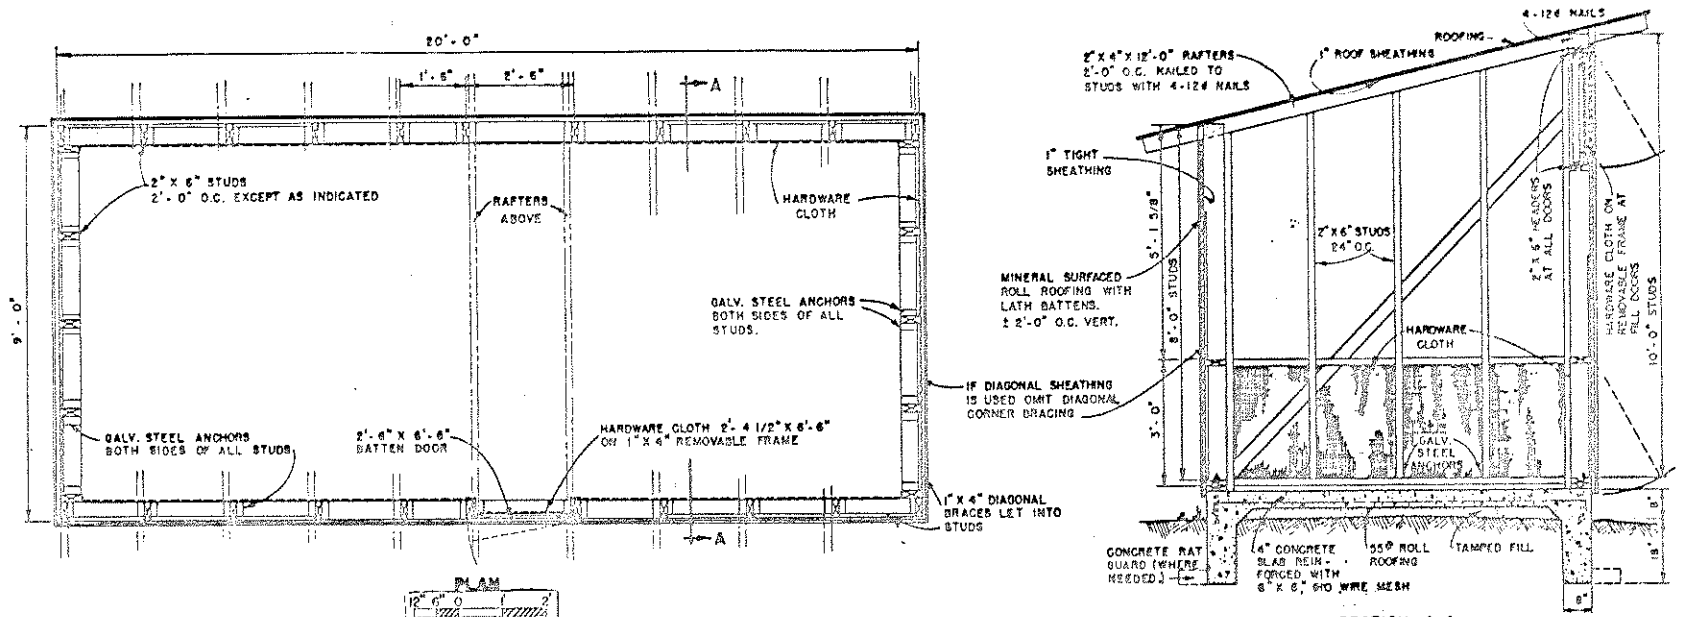 20'-0"
1'-6"
2'-6"
A
2" X 6" STUDS
2'-0" O.C. EXCEPT AS INDICATED
RAFTERS
ABOVE
HARDWARE
CLOTH
9'-0"
GALV. STEEL ANCHORS
BOTH SIDES OF ALL
STUDS.
GALV. STEEL ANCHORS
BOTH SIDES OF ALL STUDS
2'-6" X 6'-6"
BATTEN DOOR
HARDWARE CLOTH 2'-4 1/2" X 6'-6"
ON 1" X 4" REMOVABLE FRAME
1" X 4" DIAGONAL
BRACES LET INTO
STUDS
A
PLAN
12" 6" 0 1' 2'
4-12d NAILS
ROOFING
2" X 4" X 12'-0" RAFTERS
2'-0" O.C. NAILED TO
STUDS WITH 4-12d NAILS
1" ROOF SHEATHING
1" TIGHT
SHEATHING
5'-1 5/8"
8'-0" STUDS
2" X 6" STUDS
24" O.C.
2" X 6" HEADERS
AT ALL DOORS
HARDWARE CLOTH ON
REMOVABLE FRAME AT
FILL DOORS
10'-0" STUDS
MINERAL SURFACED
ROLL ROOFING WITH
LATH BATTENS.
± 2'-0" O.C. VERT.
HARDWARE
CLOTH
IF DIAGONAL SHEATHING
IS USED OMIT DIAGONAL
CORNER BRACING
3'-0"
GALV.
STEEL
ANCHORS
8"
18"
CONCRETE RAT
GUARD (WHERE
NEEDED.)
4" CONCRETE
SLAB REIN-
FORCED WITH
6" X 6", 6/10 WIRE MESH
55# ROLL
ROOFING
TAMPED FILL
8"